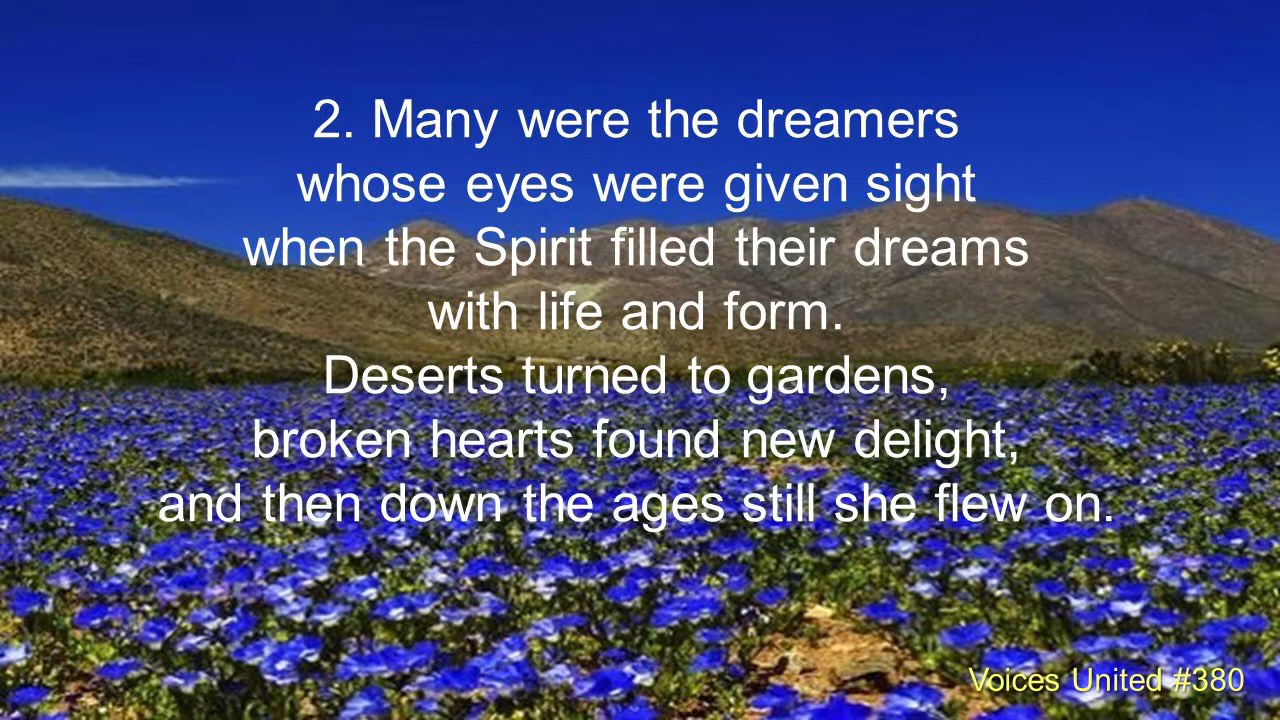 2. Many were the dreamers
whose eyes were given sight
when the Spirit filled their dreams
with life and form.
Deserts turned to gardens,
broken hearts found new delight,
and then down the ages still she flew on.
Voices United #380